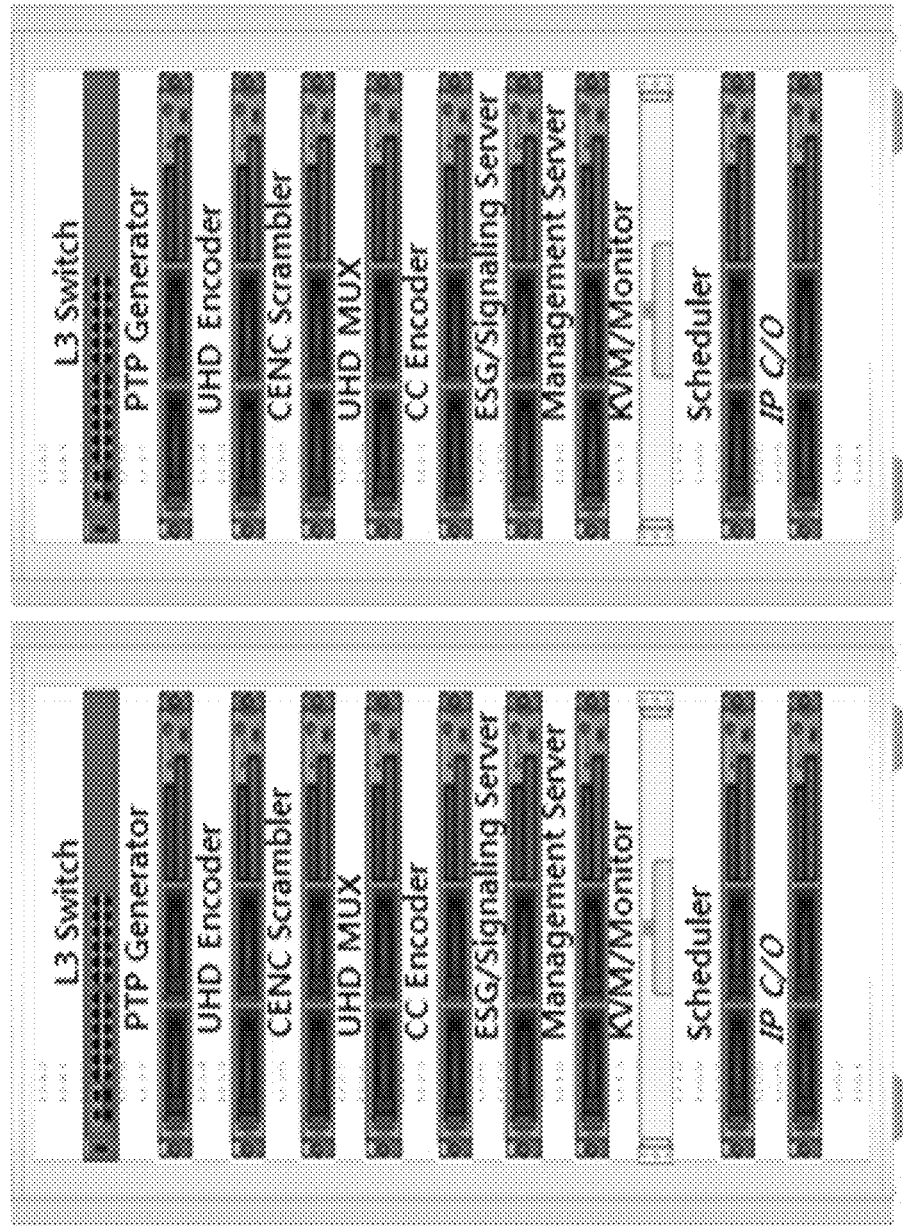 L3 Switch
PTP Generator
UHD Encoder
CENC Scrambler
UHD MUX
CC Encoder
ESG/Signaling Server
Management Server
KVM/Monitor
Scheduler
IP C/O
L3 Switch
PTP Generator
UHD Encoder
CENC Scrambler
UHD MUX
CC Encoder
ESG/Signaling Server
Management Server
KVM/Monitor
Scheduler
IP C/O